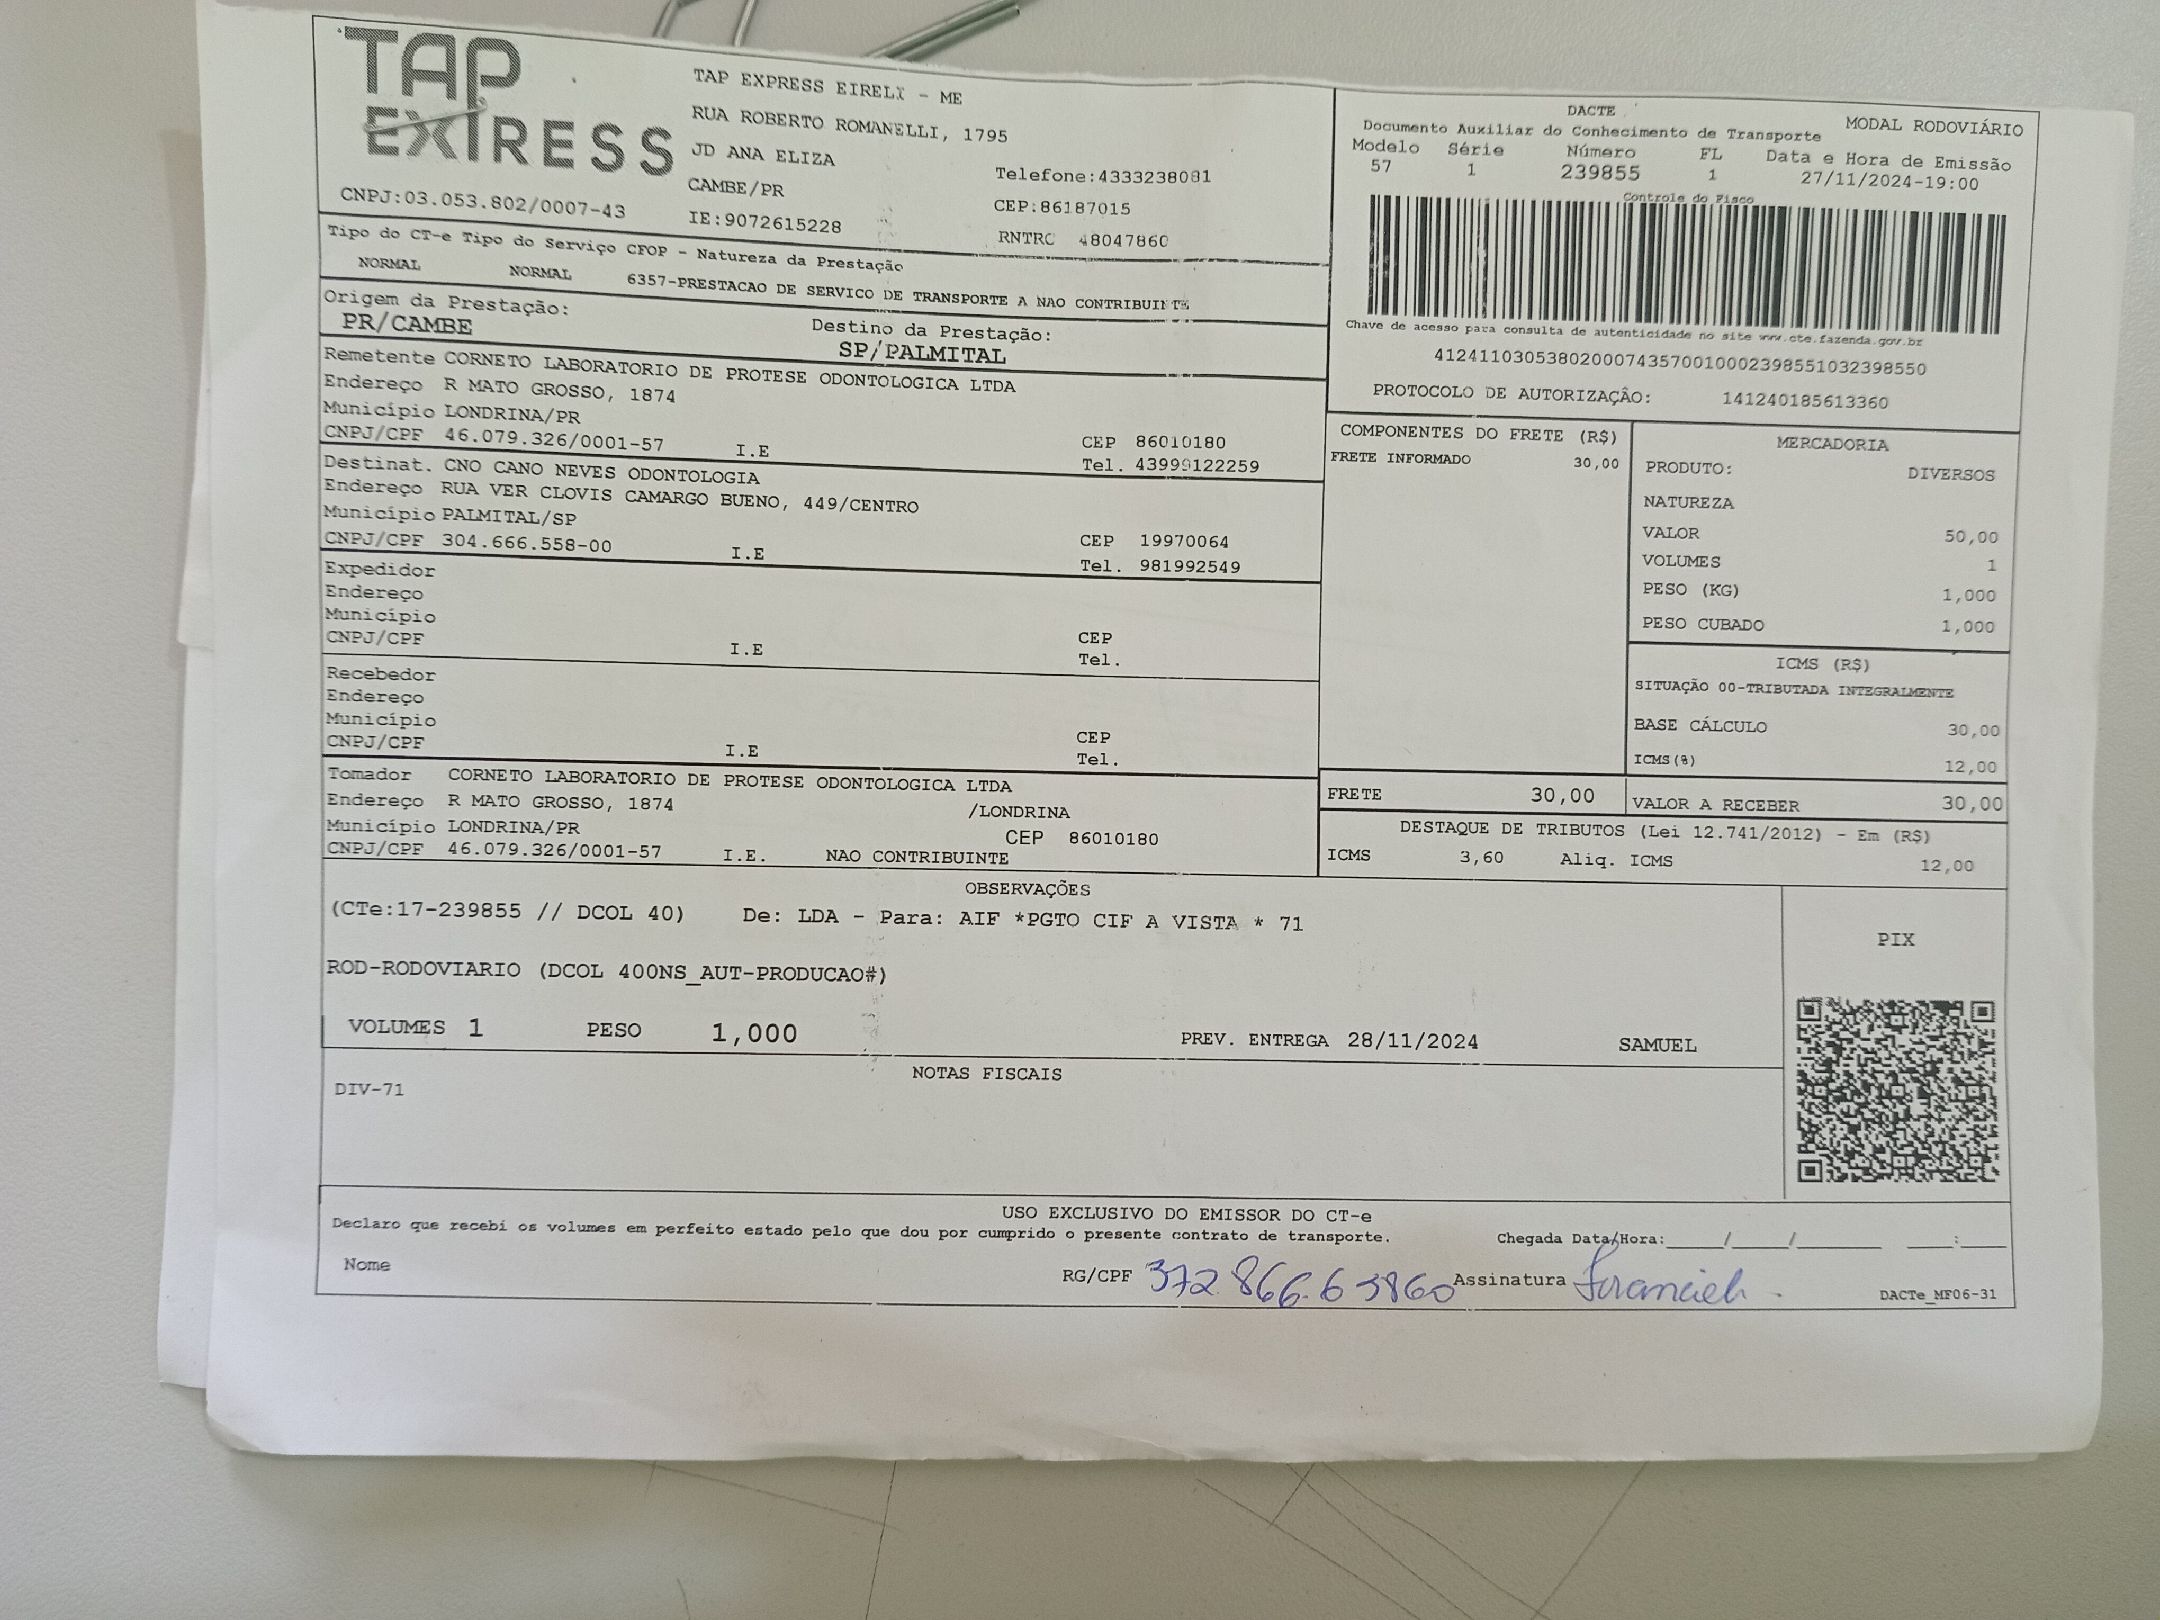 TAP
EXPRESS
CNPJ:03.053.802/0007-43
TAP EXPRESS EIRELI - ME
RUA ROBERTO ROMANELLI, 1795
JD ANA ELIZA
CAMBE/PR
IE:9072615228
Telefone:4333238081
CEP:86187015
RNTRC 48047860
DACTE
MODAL RODOVIÁRIO
Documento Auxiliar do Conhecimento de Transporte
Modelo Série Número FL Data e Hora de Emissão
57 1 239855 1 27/11/2024-19:00
Controle do Fisco
Chave de acesso para consulta de autenticidade no site www.cte.fazenda.gov.br
41241103053802000743570010002398551032398550
PROTOCOLO DE AUTORIZAÇÃO: 141240185613360
Tipo do CT-e Tipo do Serviço CFOP - Natureza da Prestação
NORMAL NORMAL 6357-PRESTACAO DE SERVICO DE TRANSPORTE A NAO CONTRIBUINTE
Origem da Prestação: Destino da Prestação:
PR/CAMBE SP/PALMITAL
Remetente CORNETO LABORATORIO DE PROTESE ODONTOLOGICA LTDA
Endereço R MATO GROSSO, 1874
Município LONDRINA/PR
CNPJ/CPF 46.079.326/0001-57 I.E CEP 86010180
Tel. 43999122259
Destinat. CNO CANO NEVES ODONTOLOGIA
Endereço RUA VER CLOVIS CAMARGO BUENO, 449/CENTRO
Município PALMITAL/SP
CNPJ/CPF 304.666.558-00 I.E CEP 19970064
Tel. 981992549
Expedidor
Endereço
Município
CNPJ/CPF I.E CEP
Tel.
Recebedor
Endereço
Município
CNPJ/CPF I.E CEP
Tel.
Tomador CORNETO LABORATORIO DE PROTESE ODONTOLOGICA LTDA
Endereço R MATO GROSSO, 1874 /LONDRINA
Município LONDRINA/PR CEP 86010180
CNPJ/CPF 46.079.326/0001-57 I.E. NAO CONTRIBUINTE
COMPONENTES DO FRETE (R$)
FRETE INFORMADO 30,00
MERCADORIA
PRODUTO: DIVERSOS
NATUREZA
VALOR 50,00
VOLUMES 1
PESO (KG) 1,000
PESO CUBADO 1,000
ICMS (R$)
SITUAÇÃO 00-TRIBUTADA INTEGRALMENTE
BASE CÁLCULO 30,00
ICMS(%) 12,00
FRETE 30,00 VALOR A RECEBER 30,00
DESTAQUE DE TRIBUTOS (Lei 12.741/2012) - Em (R$)
ICMS 3,60 Aliq. ICMS 12,00
OBSERVAÇÕES
(CTe:17-239855 // DCOL 40) De: LDA - Para: AIF *PGTO CIF A VISTA * 71
ROD-RODOVIARIO (DCOL 400NS_AUT-PRODUCAO#)
VOLUMES 1 PESO 1,000 PREV. ENTREGA 28/11/2024 SAMUEL
PIX
NOTAS FISCAIS
DIV-71
USO EXCLUSIVO DO EMISSOR DO CT-e
Declaro que recebi os volumes em perfeito estado pelo que dou por cumprido o presente contrato de transporte. Chegada Data/Hora:____/____/______ ___:___
Nome RG/CPF 372.866.63860 Assinatura
DACTe_MF06-31